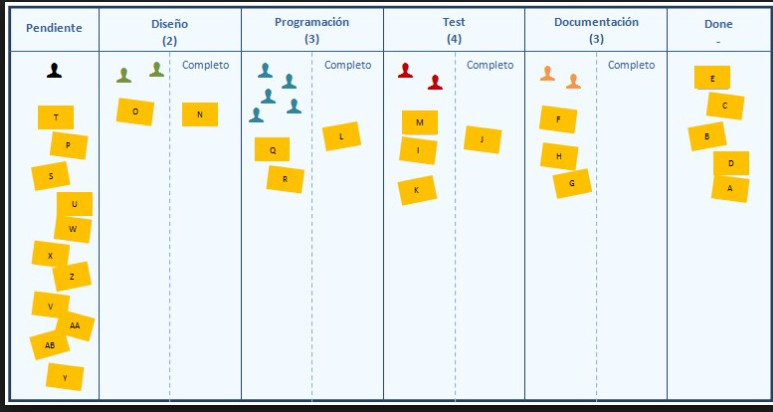 Pendiente
Diseño
(2)
Programación
(3)
Test
(4)
Documentación
(3)
Done
-
Completo
Completo
Completo
Completo
T
P
S
U
W
X
Z
V
AA
AB
Y
O
N
Q
R
L
M
I
K
J
F
H
G
E
C
B
D
A